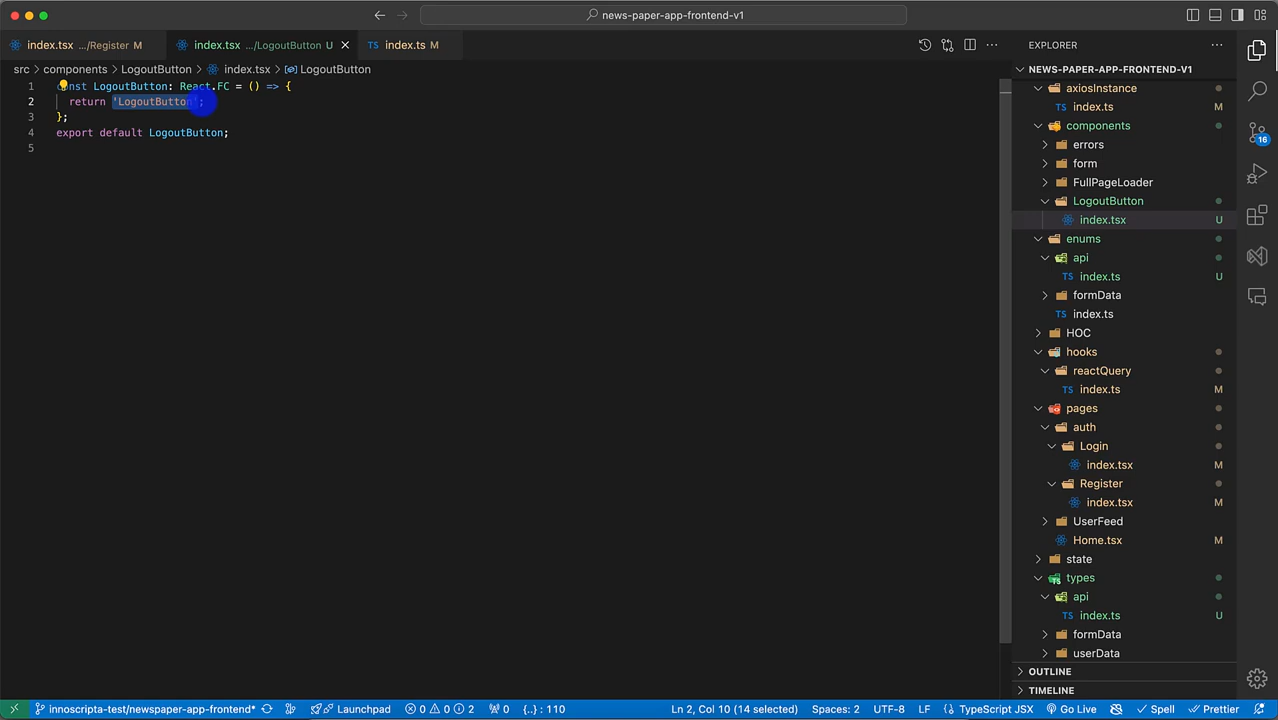 news-paper-app-frontend-v1
index.tsx .../Register M
index.tsx .../LogoutButton U
TS index.ts M
src > components > LogoutButton > index.tsx > LogoutButton
1 const LogoutButton: React.FC = () => {
2 return 'LogoutButton';
3 };
4 export default LogoutButton;
5
EXPLORER
NEWS-PAPER-APP-FRONTEND-V1
axiosInstance
TS index.ts M
components
errors
form
FullPageLoader
LogoutButton
index.tsx U
enums
api
TS index.ts U
formData
TS index.ts
HOC
hooks
reactQuery
TS index.ts M
pages
auth
Login
index.tsx M
Register
index.tsx M
UserFeed
Home.tsx M
state
types
api
TS index.ts U
formData
userData
OUTLINE
TIMELINE
16
innoscripta-test/newspaper-app-frontend* Launchpad 0 0 2 0 {..} : 110 Ln 2, Col 10 (14 selected) Spaces: 2 UTF-8 LF {} TypeScript JSX Go Live Spell Prettier